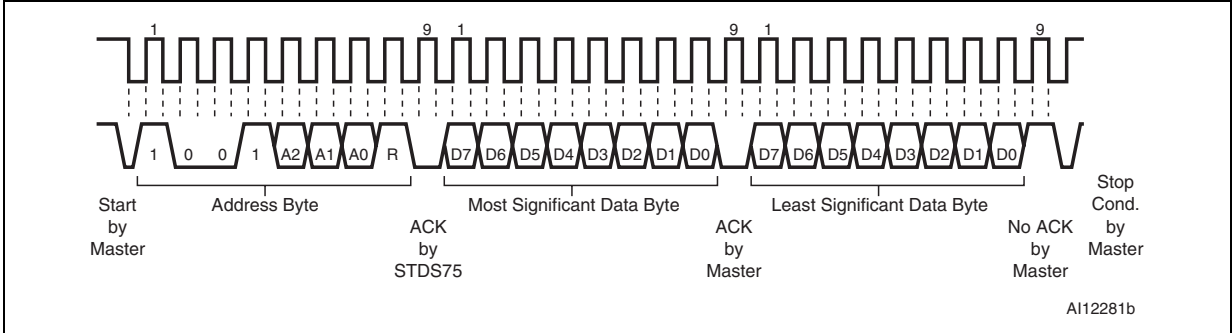 1 9 1 9 1 9
1 0 0 1 A2 A1 A0 R D7 D6 D5 D4 D3 D2 D1 D0 D7 D6 D5 D4 D3 D2 D1 D0
Start
by
Master
Address Byte
ACK
by
STDS75
Most Significant Data Byte
ACK
by
Master
Least Significant Data Byte
No ACK
by
Master
Stop
Cond.
by
Master
AI12281b